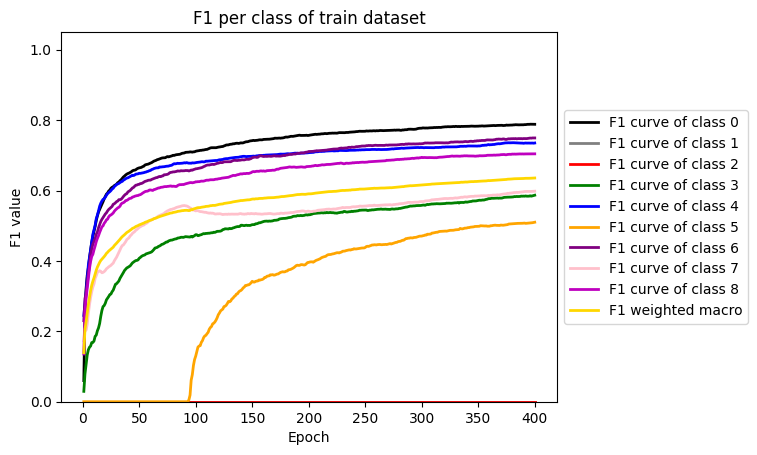 F1 per class of train dataset
1.0
0.8
0.6
0.4
0.2
0.0
F1 value
0 50 100 150 200 250 300 350 400
Epoch
F1 curve of class 0
F1 curve of class 1
F1 curve of class 2
F1 curve of class 3
F1 curve of class 4
F1 curve of class 5
F1 curve of class 6
F1 curve of class 7
F1 curve of class 8
F1 weighted macro